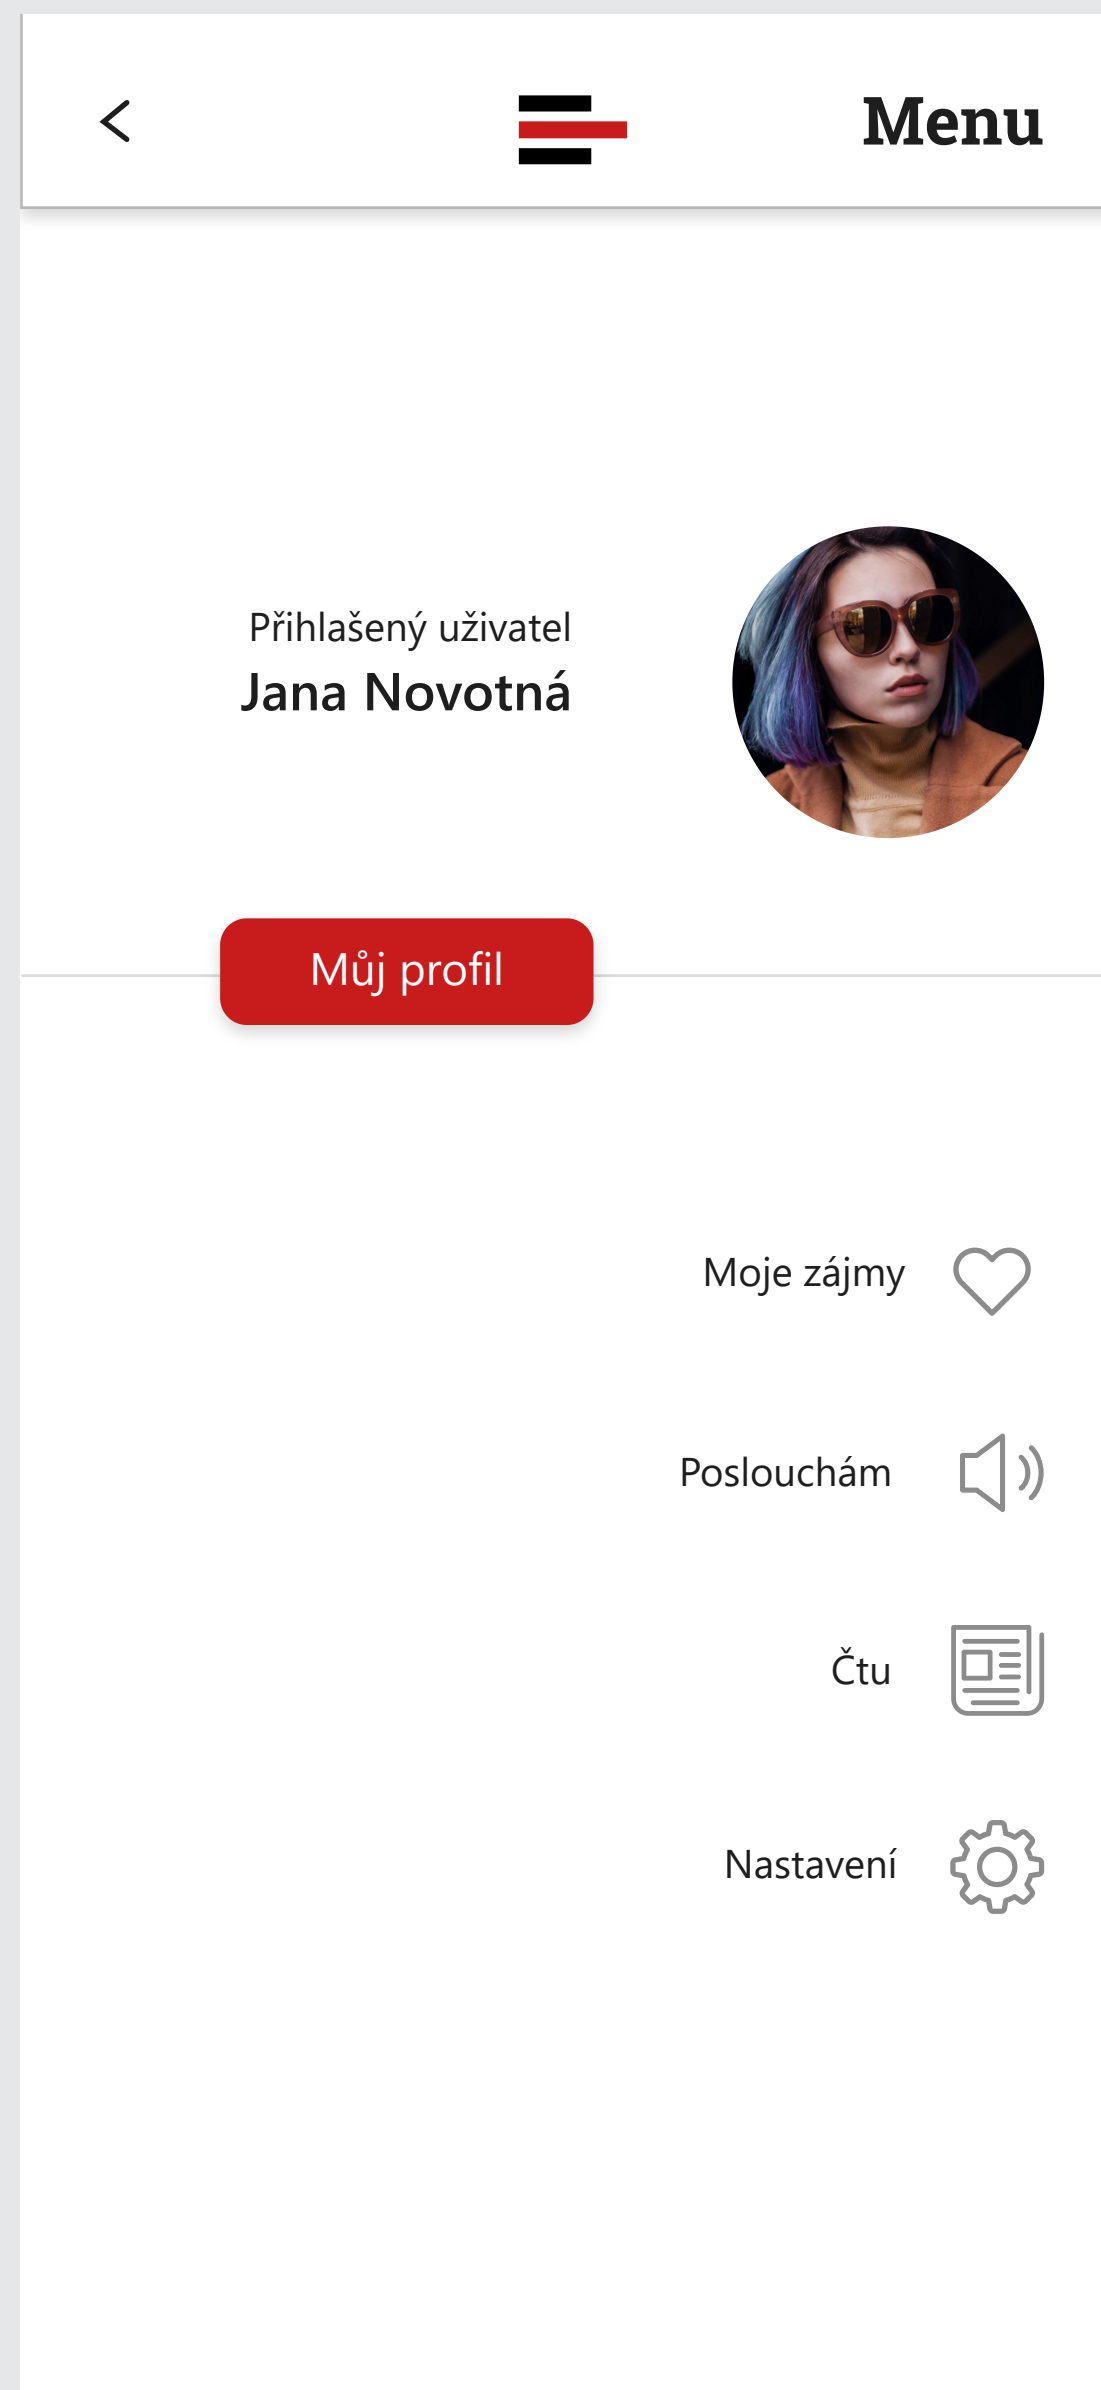 Menu
Přihlašený uživatel
Jana Novotná
Můj profil
Moje zájmy
Poslouchám
Čtu
Nastavení